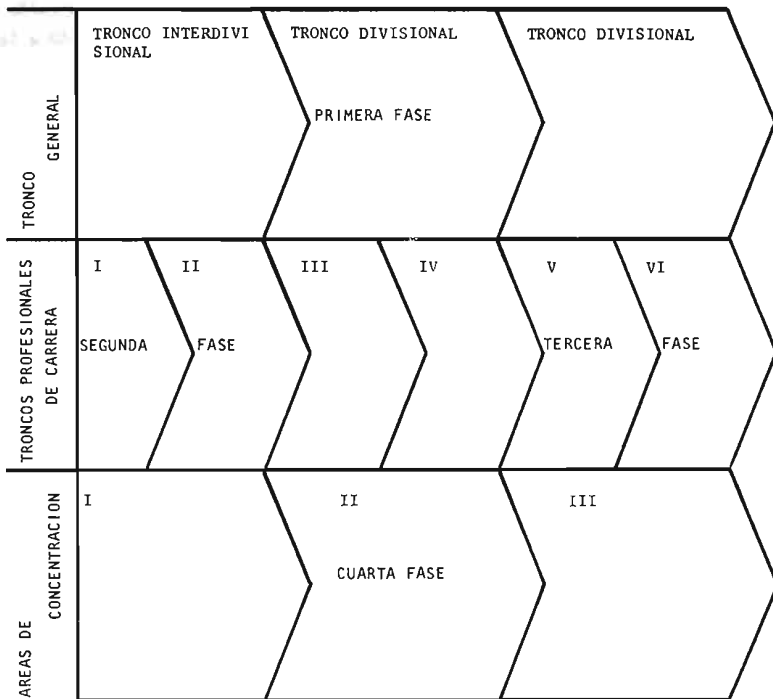 TRONCO INTERDIVI
SIONAL
TRONCO DIVISIONAL
TRONCO DIVISIONAL
TRONCO GENERAL
PRIMERA FASE
TRONCOS PROFESIONALES
DE CARRERA
I
II
III
IV
V
VI
SEGUNDA
FASE
TERCERA
FASE
AREAS DE CONCENTRACION
I
II
III
CUARTA FASE